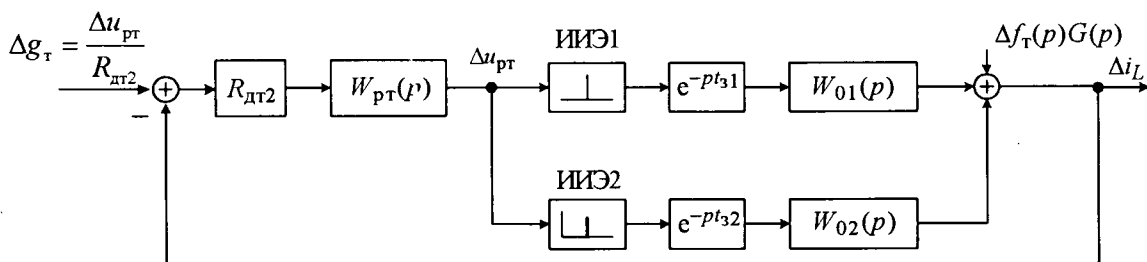 Δg_т = Δu_рт / R_дт2
−
R_дт2
W_рт(p)
Δu_рт
ИИЭ1
e^−pt_з1
W_01(p)
Δf_т(p)G(p)
Δi_L
ИИЭ2
e^−pt_з2
W_02(p)